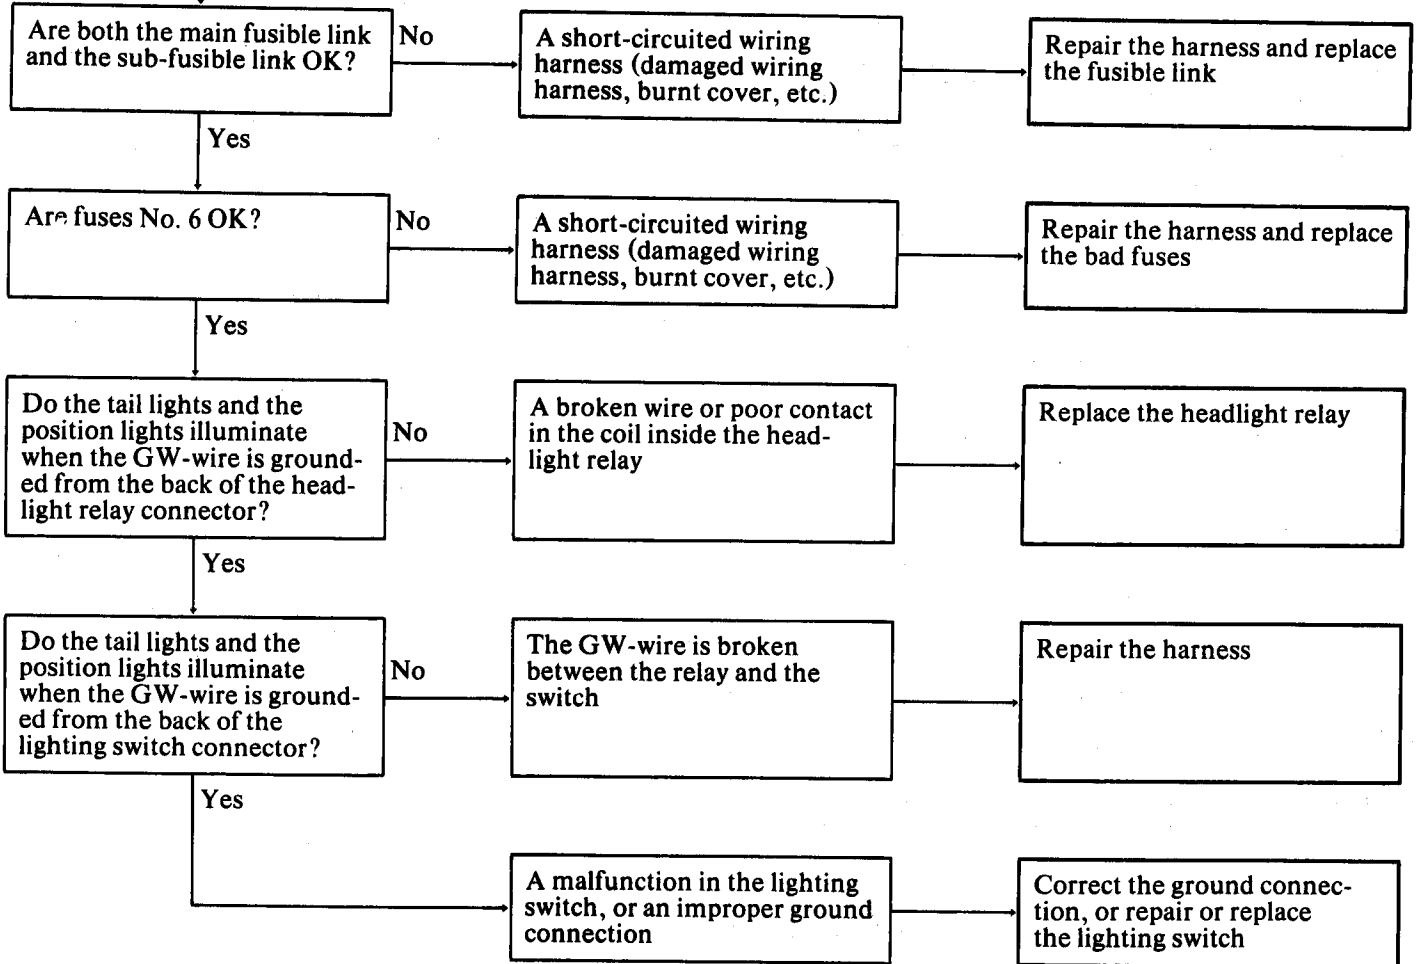 Are both the main fusible link
and the sub-fusible link OK?
No
A short-circuited wiring
harness (damaged wiring
harness, burnt cover, etc.)
Repair the harness and replace
the fusible link
Yes
Are fuses No. 6 OK?
No
A short-circuited wiring
harness (damaged wiring
harness, burnt cover, etc.)
Repair the harness and replace
the bad fuses
Yes
Do the tail lights and the
position lights illuminate
when the GW-wire is ground-
ed from the back of the head-
light relay connector?
No
A broken wire or poor contact
in the coil inside the head-
light relay
Replace the headlight relay
Yes
Do the tail lights and the
position lights illuminate
when the GW-wire is ground-
ed from the back of the
lighting switch connector?
No
The GW-wire is broken
between the relay and the
switch
Repair the harness
Yes
A malfunction in the lighting
switch, or an improper ground
connection
Correct the ground connec-
tion, or repair or replace
the lighting switch